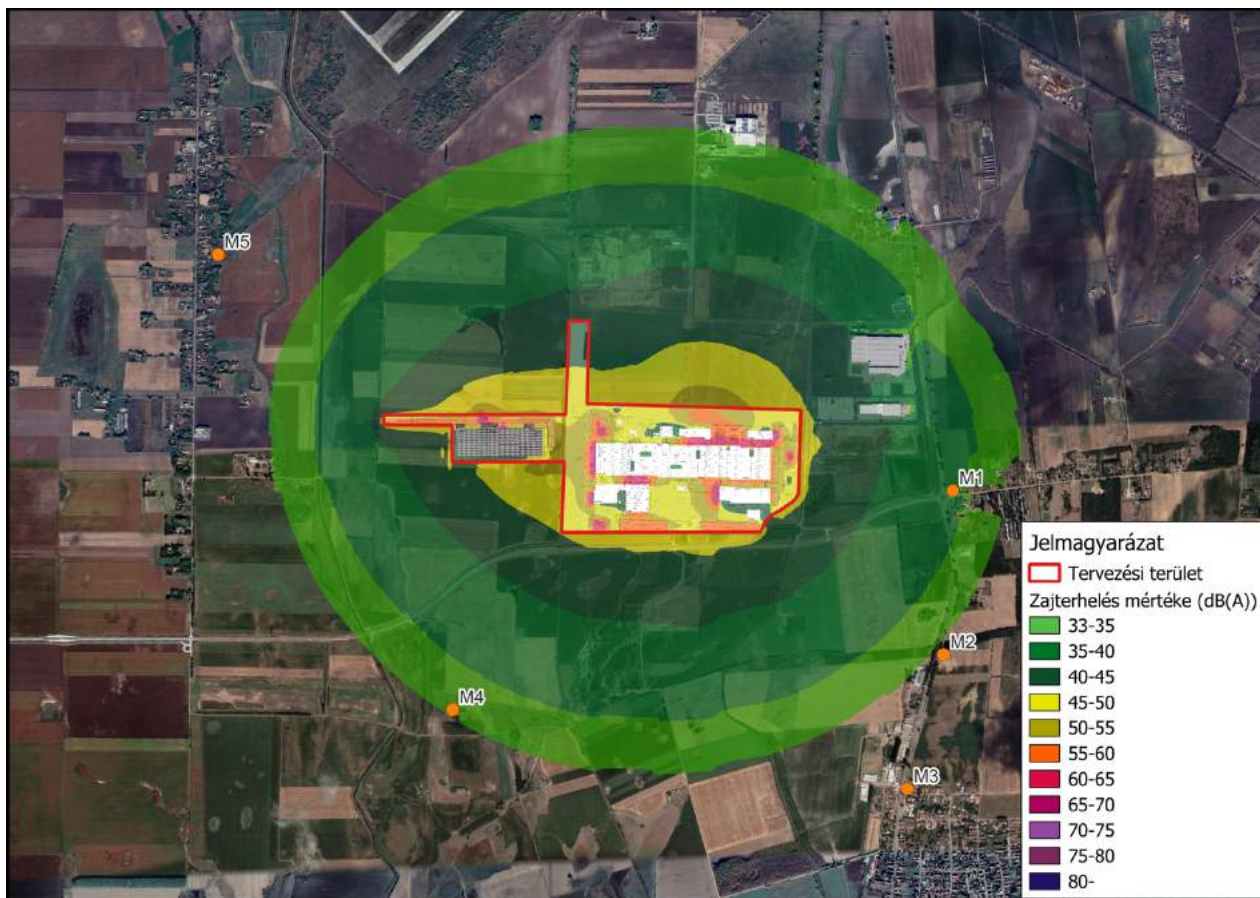 M5
M1
M2
M4
M3
Jelmagyarázat
Tervezési terület
Zajterhelés mértéke (dB(A))
33-35
35-40
40-45
45-50
50-55
55-60
60-65
65-70
70-75
75-80
80-